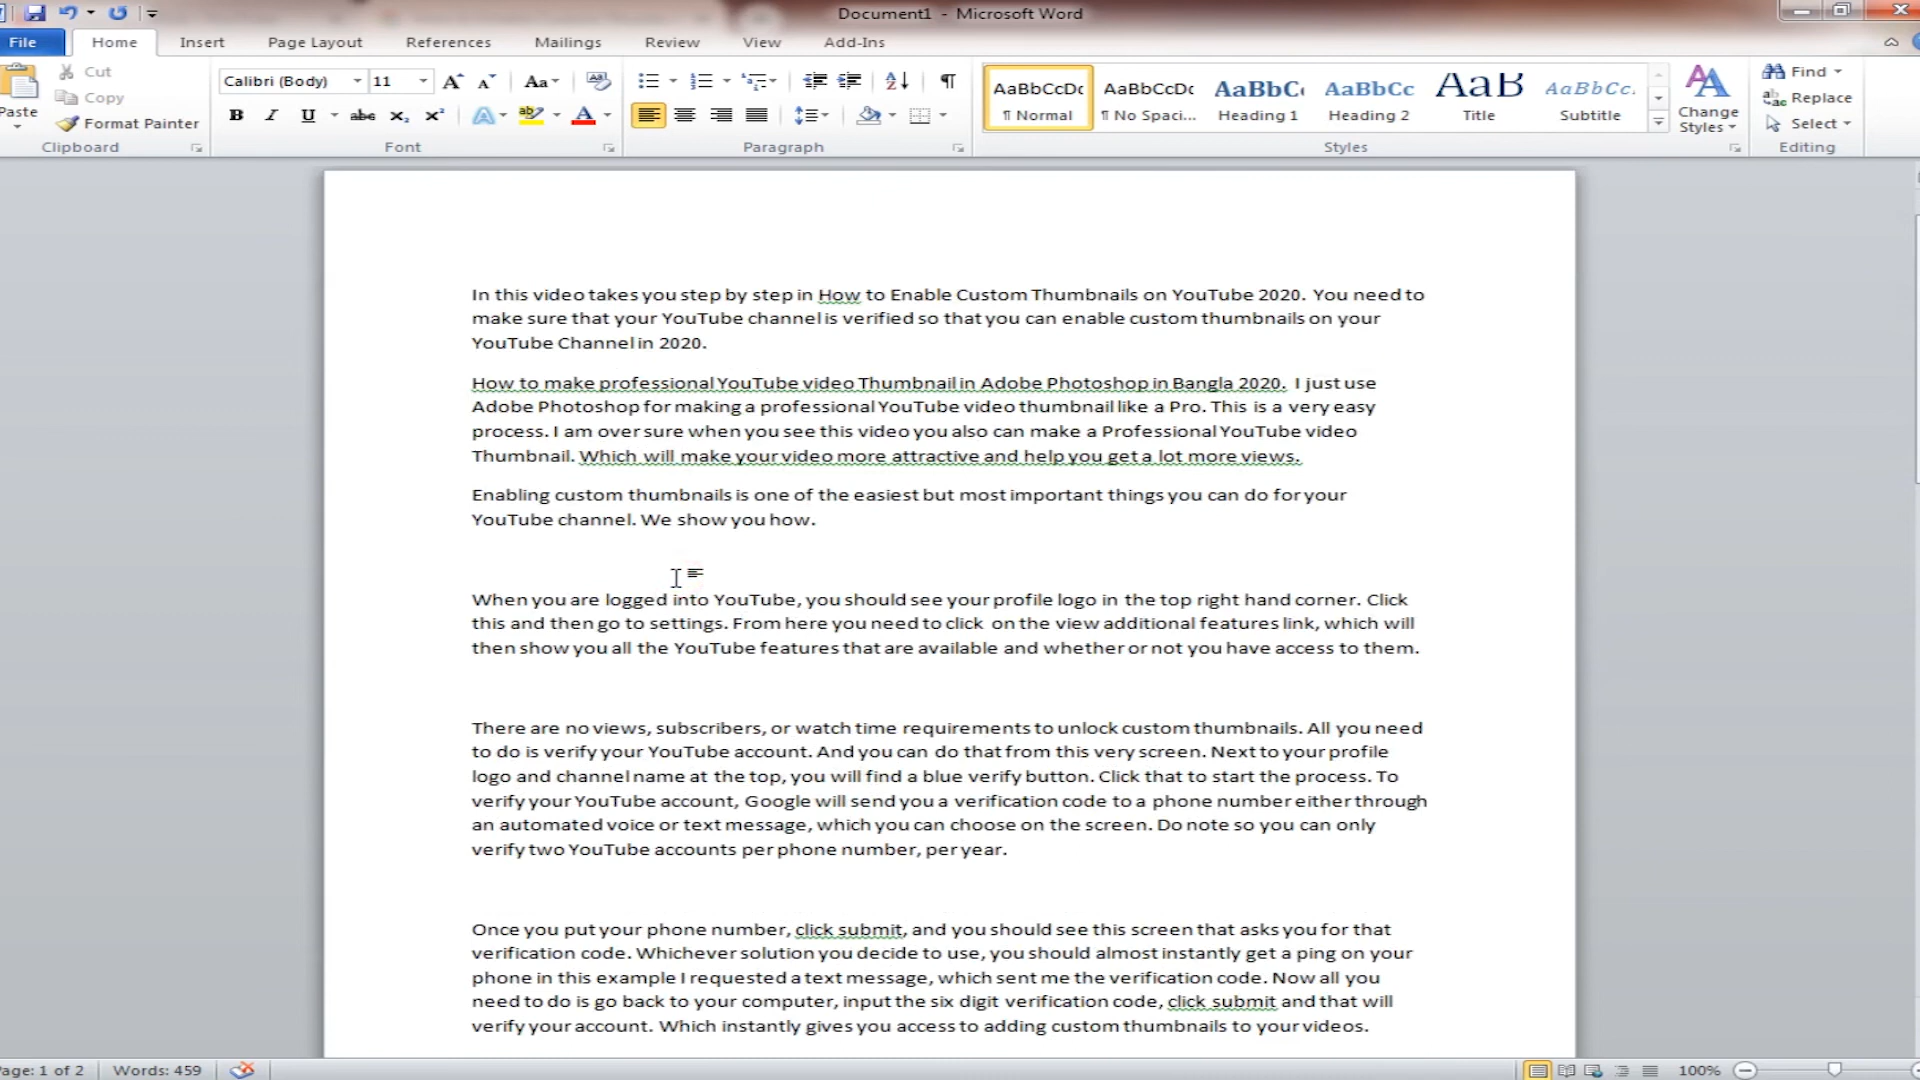 Document1 - Microsoft Word
File Home Insert Page Layout References Mailings Review View Add-Ins
Paste
Cut
Copy
Format Painter
Clipboard
Calibri (Body) 11
Font
Paragraph
AaBbCcDc AaBbCcDc AaBbC AaBbCc AaB AaBbCc.
¶ Normal ¶ No Spaci... Heading 1 Heading 2 Title Subtitle
Change
Styles
Styles
Find
Replace
Select
Editing
In this video takes you step by step in How to Enable Custom Thumbnails on YouTube 2020. You need to
make sure that your YouTube channel is verified so that you can enable custom thumbnails on your
YouTube Channel in 2020.
How to make professional YouTube video Thumbnail in Adobe Photoshop in Bangla 2020. I just use
Adobe Photoshop for making a professional YouTube video thumbnail like a Pro. This is a very easy
process. I am over sure when you see this video you also can make a Professional YouTube video
Thumbnail. Which will make your video more attractive and help you get a lot more views.
Enabling custom thumbnails is one of the easiest but most important things you can do for your
YouTube channel. We show you how.
When you are logged into YouTube, you should see your profile logo in the top right hand corner. Click
this and then go to settings. From here you need to click on the view additional features link, which will
then show you all the YouTube features that are available and whether or not you have access to them.
There are no views, subscribers, or watch time requirements to unlock custom thumbnails. All you need
to do is verify your YouTube account. And you can do that from this very screen. Next to your profile
logo and channel name at the top, you will find a blue verify button. Click that to start the process. To
verify your YouTube account, Google will send you a verification code to a phone number either through
an automated voice or text message, which you can choose on the screen. Do note so you can only
verify two YouTube accounts per phone number, per year.
Once you put your phone number, click submit, and you should see this screen that asks you for that
verification code. Whichever solution you decide to use, you should almost instantly get a ping on your
phone in this example I requested a text message, which sent me the verification code. Now all you
need to do is go back to your computer, input the six digit verification code, click submit and that will
verify your account. Which instantly gives you access to adding custom thumbnails to your videos.
age: 1 of 2 Words: 459 100%